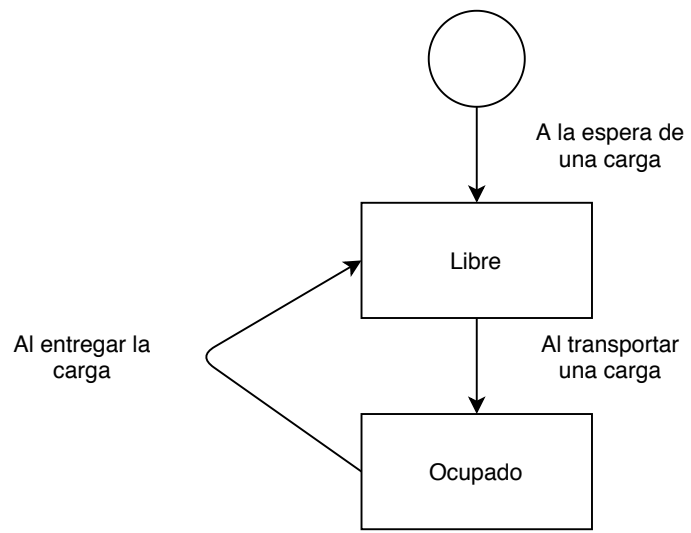 A la espera de
una carga
Libre
Al entregar la
carga
Al transportar
una carga
Ocupado